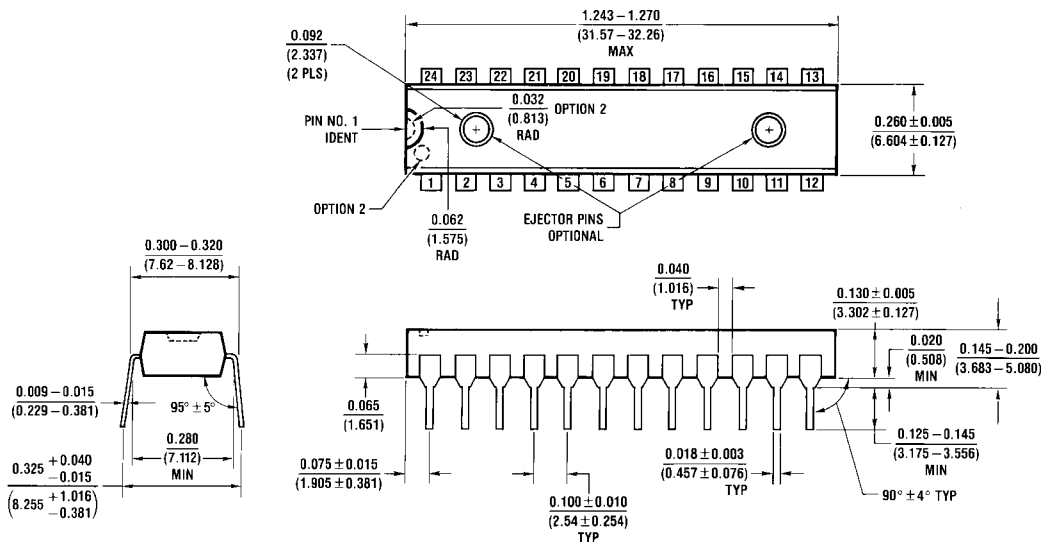 1.243 – 1.270
(31.57 – 32.26)
MAX
0.092
(2.337)
(2 PLS)
24 23 22 21 20 19 18 17 16 15 14 13
0.032
(0.813)
RAD
OPTION 2
PIN NO. 1
IDENT
0.260 ± 0.005
(6.604 ± 0.127)
1 2 3 4 5 6 7 8 9 10 11 12
OPTION 2
0.062
(1.575)
RAD
EJECTOR PINS
OPTIONAL
0.300 – 0.320
(7.62 – 8.128)
0.040
(1.016)
TYP
0.130 ± 0.005
(3.302 ± 0.127)
0.020
(0.508)
MIN
0.145 – 0.200
(3.683 – 5.080)
0.009 – 0.015
(0.229 – 0.381)
95° ± 5°
0.280
(7.112)
MIN
0.325 +0.040 −0.015
(8.255 +1.016 −0.381)
0.065
(1.651)
0.075 ± 0.015
(1.905 ± 0.381)
0.100 ± 0.010
(2.54 ± 0.254)
TYP
0.018 ± 0.003
(0.457 ± 0.076)
TYP
0.125 – 0.145
(3.175 – 3.556)
MIN
90° ± 4° TYP